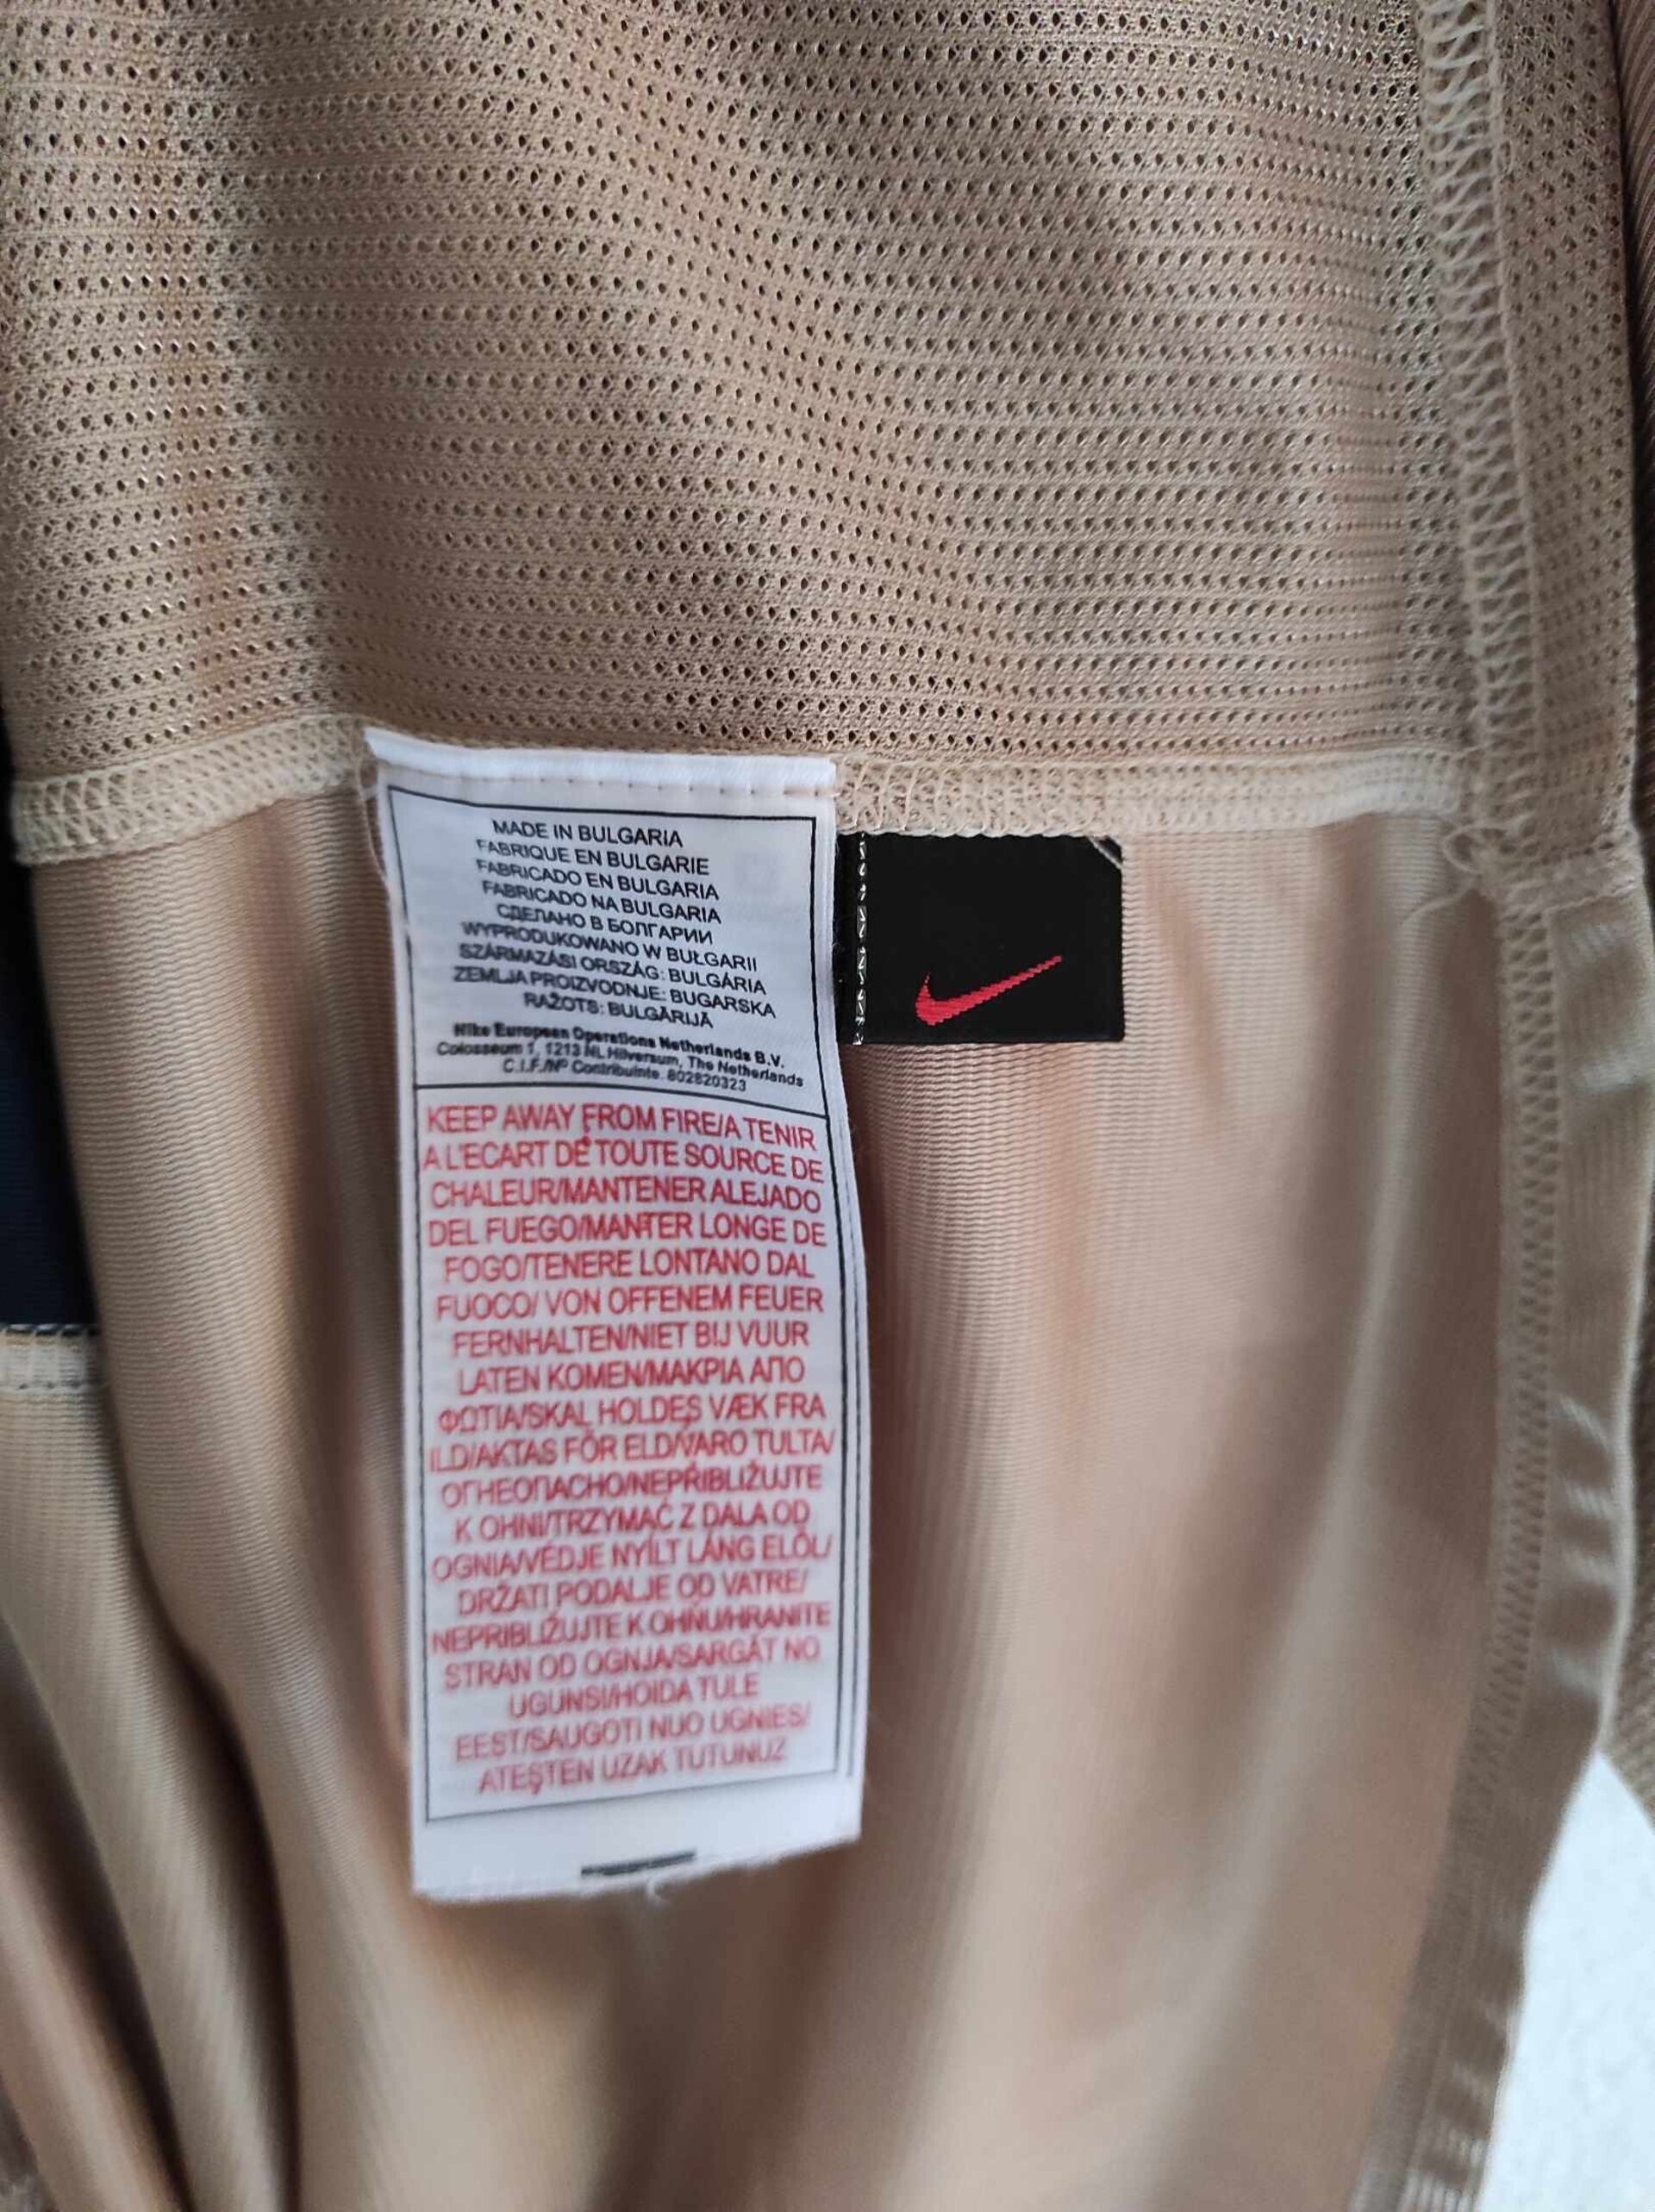 MADE IN BULGARIA
FABRIQUE EN BULGARIE
FABRICADO EN BULGARIA
FABRICADO NA BULGARIA
СДЕЛАНО В БОЛГАРИИ
WYPRODUKOWANO W BUŁGARII
SZÁRMAZÁSI ORSZÁG: BULGÁRIA
ZEMLJA PROIZVODNJE: BUGARSKA
RAŽOTS: BULGĀRIJĀ
Nike European Operations Netherlands B.V.
Colosseum 1, 1213 NL Hilversum, The Netherlands
C.I.F./Nº Contribuinte. 802820323
KEEP AWAY FROM FIRE/A TENIR
A L'ECART DE TOUTE SOURCE DE
CHALEUR/MANTENER ALEJADO
DEL FUEGO/MANTER LONGE DE
FOGO/TENERE LONTANO DAL
FUOCO/ VON OFFENEM FEUER
FERNHALTEN/NIET BIJ VUUR
LATEN KOMEN/ΜΑΚΡΙΑ ΑΠΟ
ΦΩΤΙΑ/SKAL HOLDES VÆK FRA
ILD/AKTAS FÖR ELD/VARO TULTA/
ОГНЕОПАСНО/NEPŘIBLIŽUJTE
K OHNI/TRZYMAĆ Z DALA OD
OGNIA/VÉDJE NYÍLT LÁNG ELŐL/
DRŽATI PODALJE OD VATRE/
NEPRIBLIŽUJTE K OHŇU/HRANITE
STRAN OD OGNJA/SARGĀT NO
UGUNS/HOIDA TULE
EEST/SAUGOTI NUO UGNIES/
ATEŞTEN UZAK TUTUNUZ